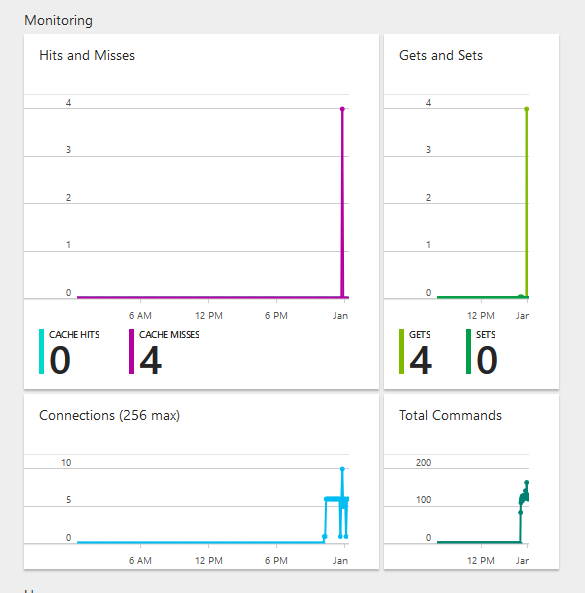 Monitoring
Hits and Misses
4
3
2
1
0
6 AM 12 PM 6 PM Jan
CACHE HITS
0
CACHE MISSES
4
Gets and Sets
4
3
2
1
0
12 PM Jan
GETS
4
SETS
0
Connections (256 max)
10
5
0
6 AM 12 PM 6 PM Jan
Total Commands
200
100
0
12 PM Jan